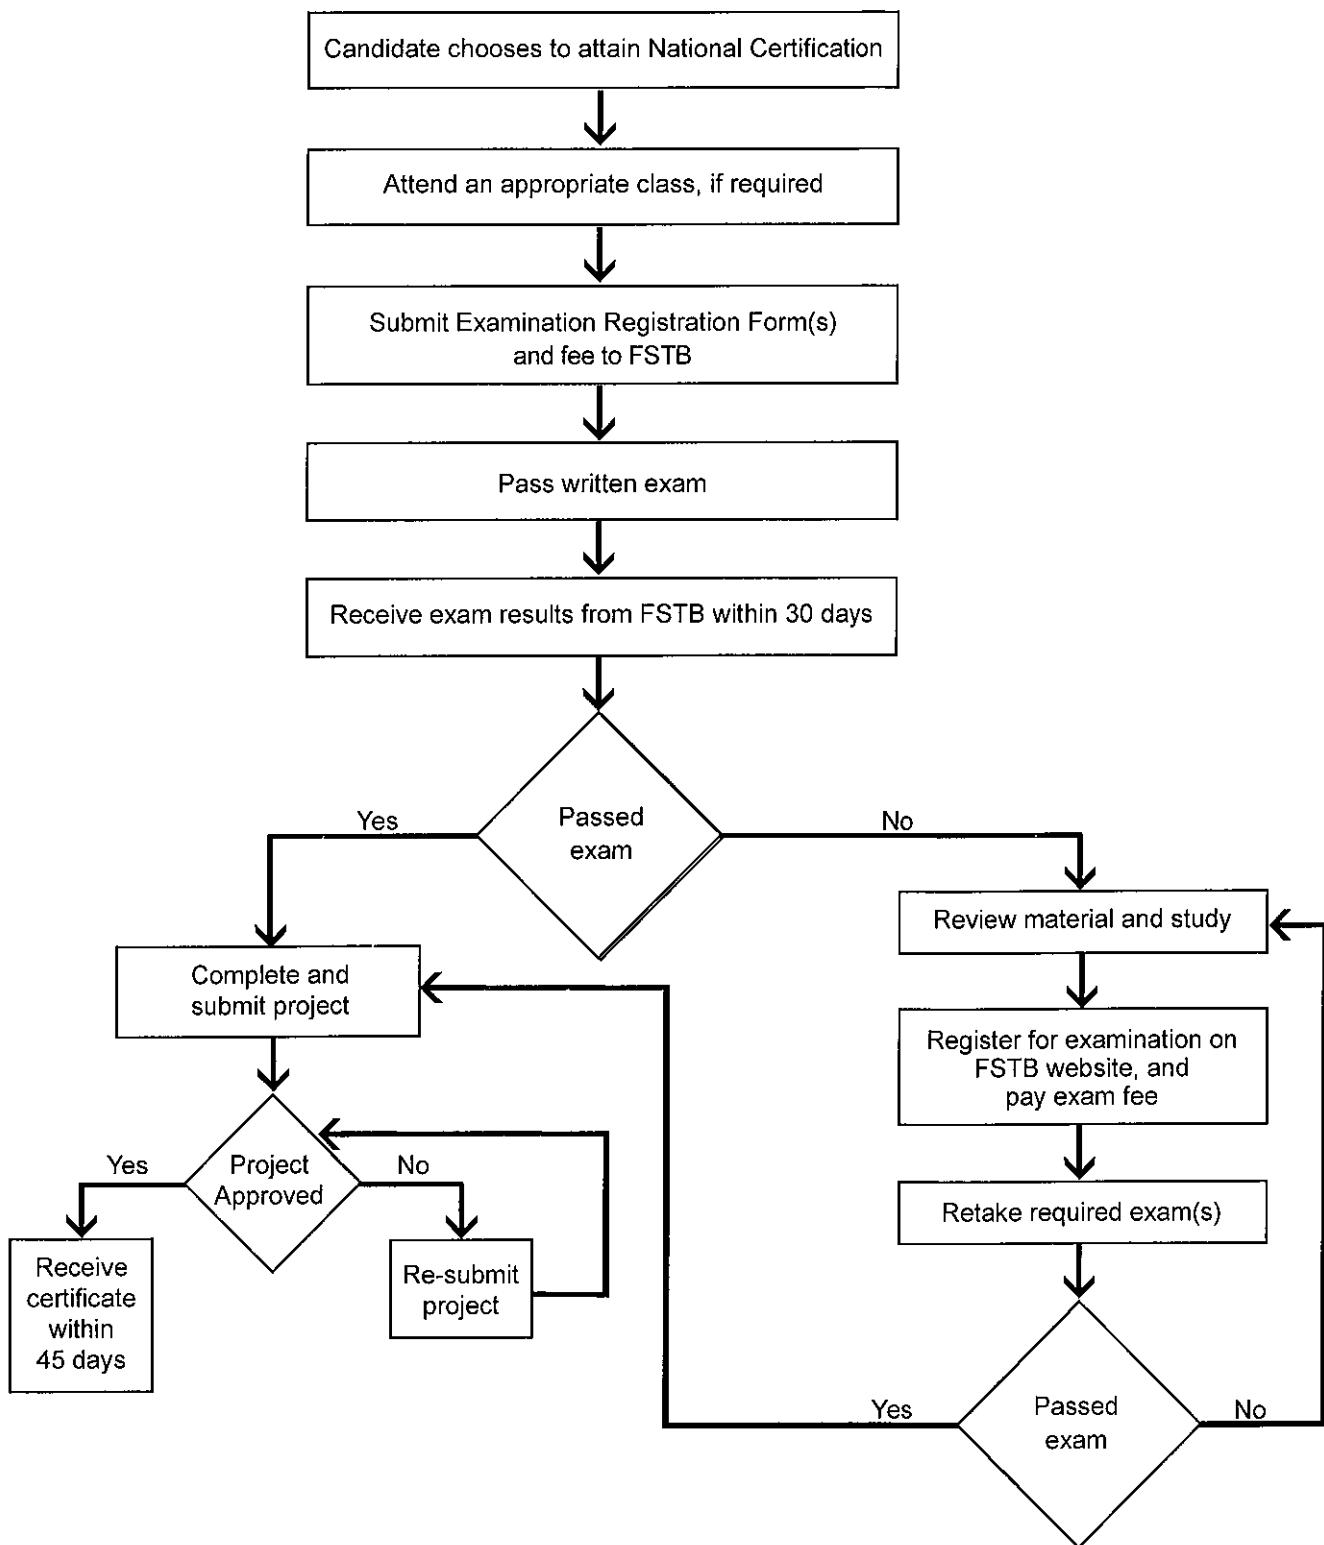 Candidate chooses to attain National Certification
Attend an appropriate class, if required
Submit Examination Registration Form(s)
and fee to FSTB
Pass written exam
Receive exam results from FSTB within 30 days
Passed
exam
Yes
No
Review material and study
Complete and
submit project
Register for examination on
FSTB website, and
pay exam fee
Project
Approved
Yes
No
Retake required exam(s)
Receive
certificate
within
45 days
Re-submit
project
Passed
exam
Yes
No